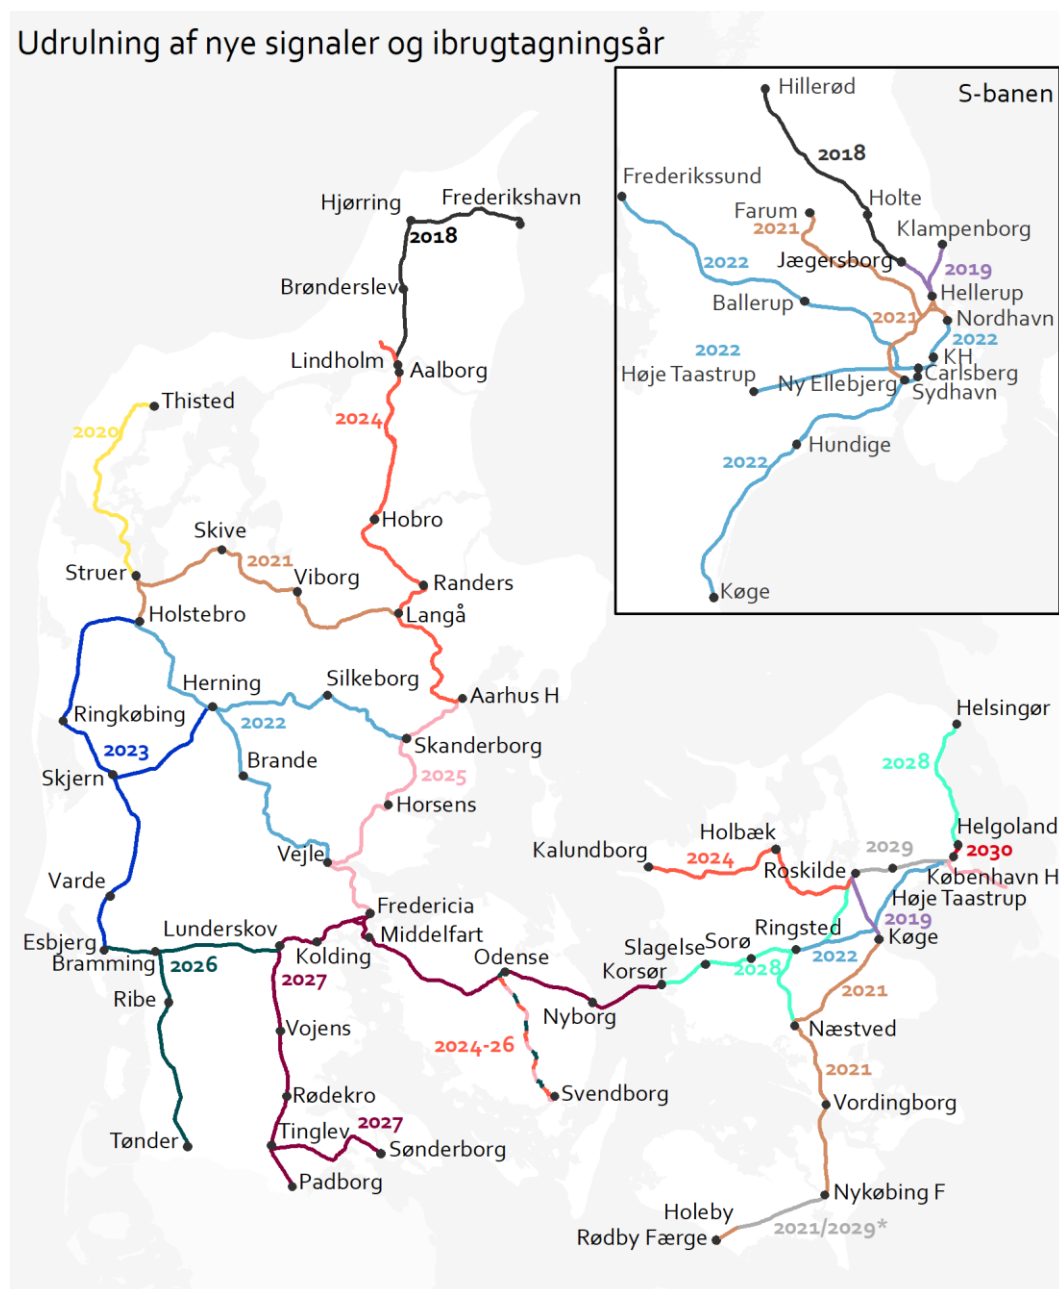 Udrulning af nye signaler og ibrugtagningsår
S-banen
Hillerød
2018
Frederikssund
Holte
Farum
2021
Klampenborg
Jægersborg
2019
2022
Ballerup
Hellerup
2021
Nordhavn
2022
2022
KH
Høje Taastrup
Ny Ellebjerg
Carlsberg
Sydhavn
Hundige
2022
Køge
Hjørring
Frederikshavn
2018
Brønderslev
Lindholm
Aalborg
Thisted
2024
2020
Hobro
Skive
2021
Struer
Viborg
Randers
Holstebro
Langå
Herning
Silkeborg
Aarhus H
Ringkøbing
2022
2023
Skanderborg
Skjern
Brande
2025
Horsens
Vejle
Varde
Fredericia
Lunderskov
Middelfart
Esbjerg
Bramming
2026
Kolding
2027
Ribe
Vojens
Odense
Nyborg
2024-26
Svendborg
Rødekro
Tønder
Tinglev
2027
Sønderborg
Padborg
Helsingør
2028
Helgoland
2030
Holbæk
Kalundborg
2024
2029
Roskilde
København H
Høje Taastrup
2019
Ringsted
Køge
Slagelse
Sorø
2022
Korsør
2028
2021
Næstved
2021
Vordingborg
Nykøbing F
Holeby
2021/2029*
Rødby Færge